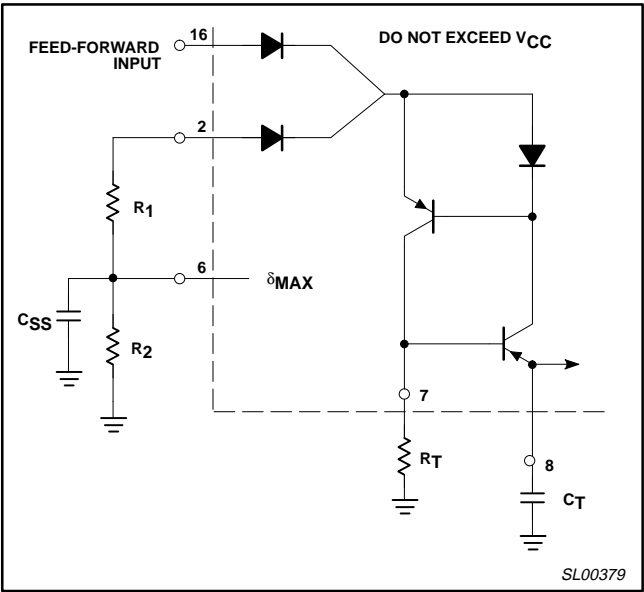 FEED-FORWARD
INPUT
16
DO NOT EXCEED VCC
2
R1
6
δMAX
CSS
R2
7
RT
8
CT
SL00379